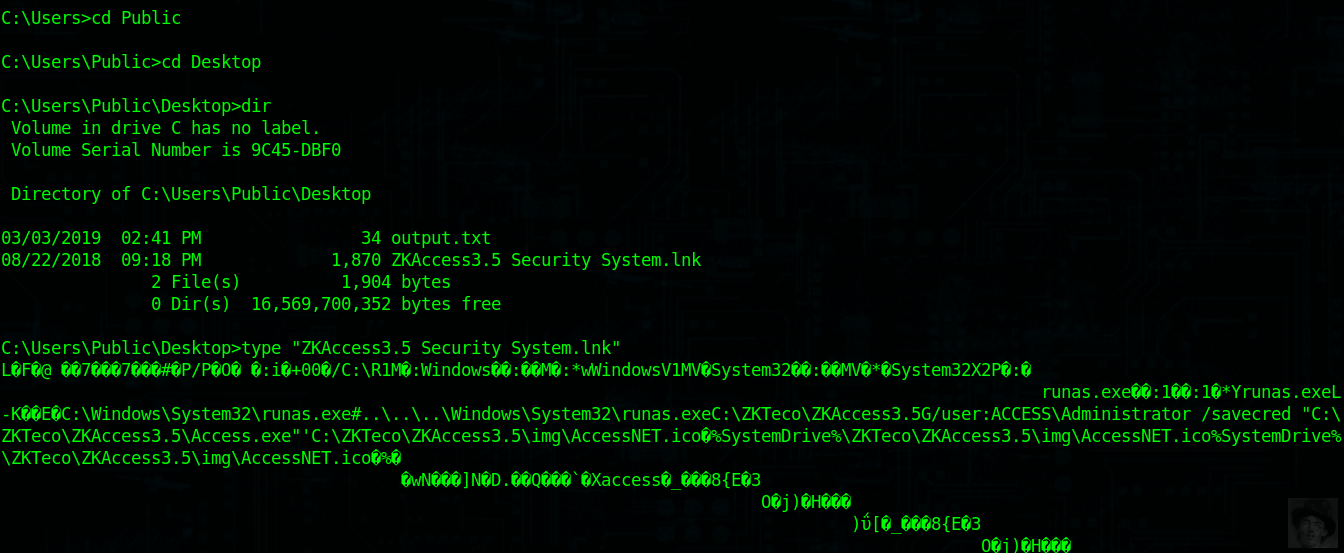 C:\Users>cd Public
C:\Users\Public>cd Desktop
C:\Users\Public\Desktop>dir
Volume in drive C has no label.
Volume Serial Number is 9C45-DBF0
Directory of C:\Users\Public\Desktop
03/03/2019  02:41 PM                34 output.txt
08/22/2018  09:18 PM             1,870 ZKAccess3.5 Security System.lnk
2 File(s)          1,904 bytes
0 Dir(s)  16,569,700,352 bytes free
C:\Users\Public\Desktop>type "ZKAccess3.5 Security System.lnk"
L�F�@ ��7���7���#�P/P�O� �:i�+00�/C:\R1M�:Windows��:��M�:*wWindowsV1MV�System32��:��MV�*�System32X2P�:�
runas.exe��:1��:1�*Yrunas.exeL
-K��E�C:\Windows\System32\runas.exe#..\..\..\Windows\System32\runas.exeC:\ZKTeco\ZKAccess3.5G/user:ACCESS\Administrator /savecred "C:\
ZKTeco\ZKAccess3.5\Access.exe"'C:\ZKTeco\ZKAccess3.5\img\AccessNET.ico�%SystemDrive%\ZKTeco\ZKAccess3.5\img\AccessNET.ico%SystemDrive%
\ZKTeco\ZKAccess3.5\img\AccessNET.ico�%�
�wN���]N�D.��Q���`�Xaccess�_���8{E�3
O�j)�H���
)ΰ[�_���8{E�3
O�j)�H���